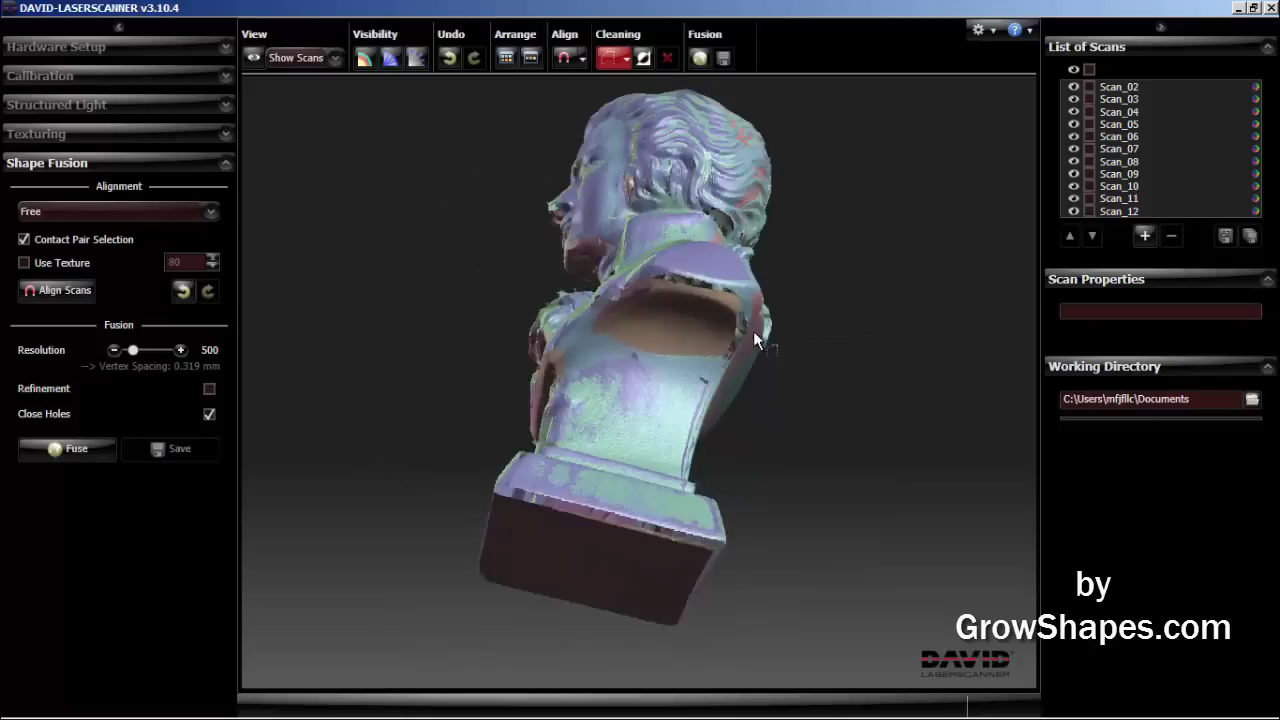 DAVID-LASERSCANNER v3.10.4
Hardware Setup
Calibration
Structured Light
Texturing
Shape Fusion
Alignment
Free
Contact Pair Selection
Use Texture
80
Align Scans
Fusion
Resolution
500
--> Vertex Spacing: 0.319 mm
Refinement
Close Holes
Fuse
Save
View
Visibility
Undo
Arrange
Align
Cleaning
Fusion
Show Scans
List of Scans
Scan_02
Scan_03
Scan_04
Scan_05
Scan_06
Scan_07
Scan_08
Scan_09
Scan_10
Scan_11
Scan_12
Scan Properties
Working Directory
C:\Users\mfjfllc\Documents
by
GrowShapes.com
DAVID
LASERSCANNER